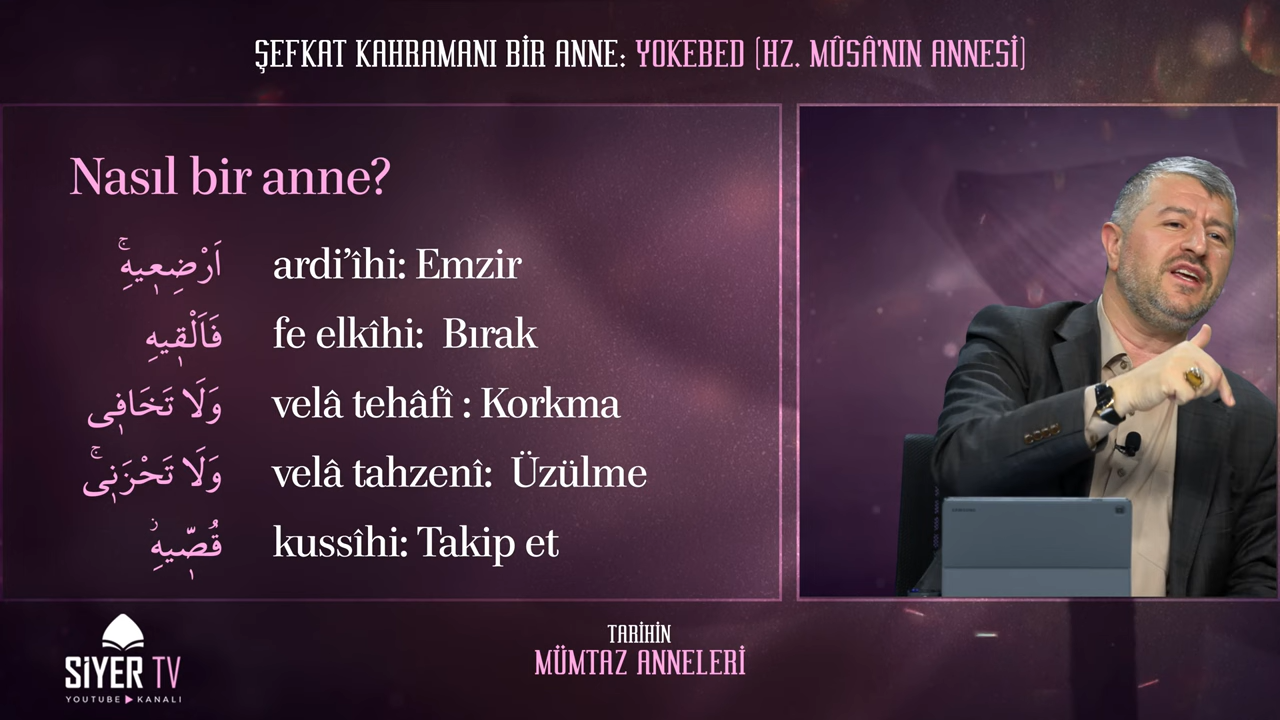 ŞEFKAT KAHRAMANI BİR ANNE: YOKEBED (HZ. MÛSÂ'NIN ANNESİ)
Nasıl bir anne?
اَرْضِع۪يهِۚ ardi’îhi: Emzir
فَاَلْق۪يهِ fe elkîhi: Bırak
وَلَا تَخَاف۪ى velâ tehâfî : Korkma
وَلَا تَحْزَن۪ىۚ velâ tahzenî: Üzülme
قُصّ۪يهِۘ kussîhi: Takip et
SİYER TV
YOUTUBE KANALI
TARİHİN
MÜMTAZ ANNELERİ
SAMSUNG